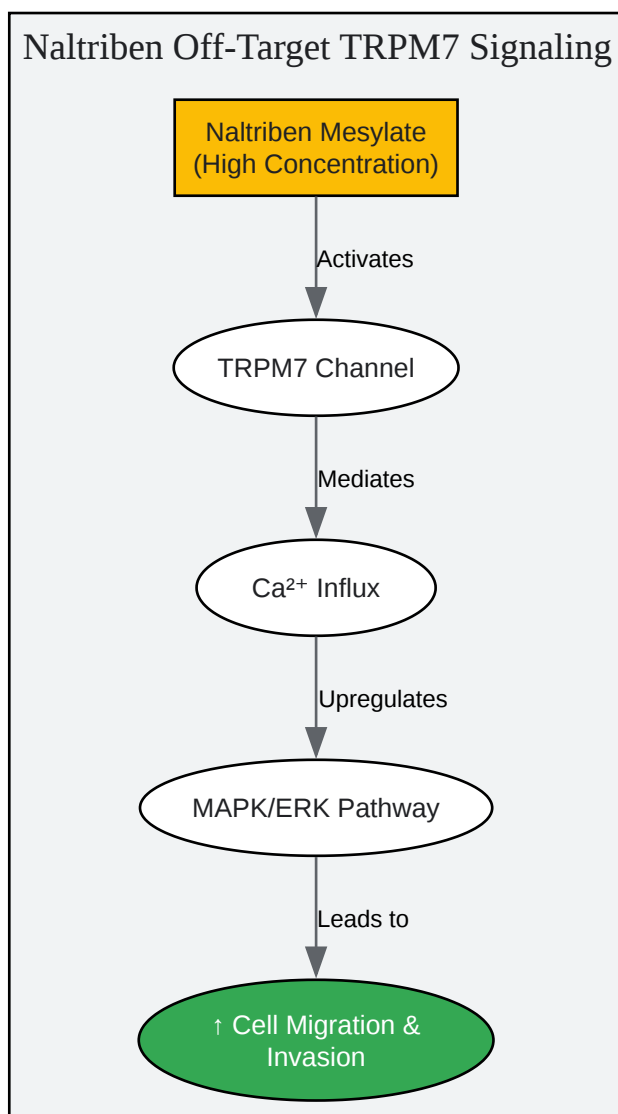 Naltriben Off-Target TRPM7 Signaling
Naltriben Mesylate
(High Concentration)
Activates
TRPM7 Channel
Mediates
Ca²⁺ Influx
Upregulates
MAPK/ERK Pathway
Leads to
↑ Cell Migration &
Invasion